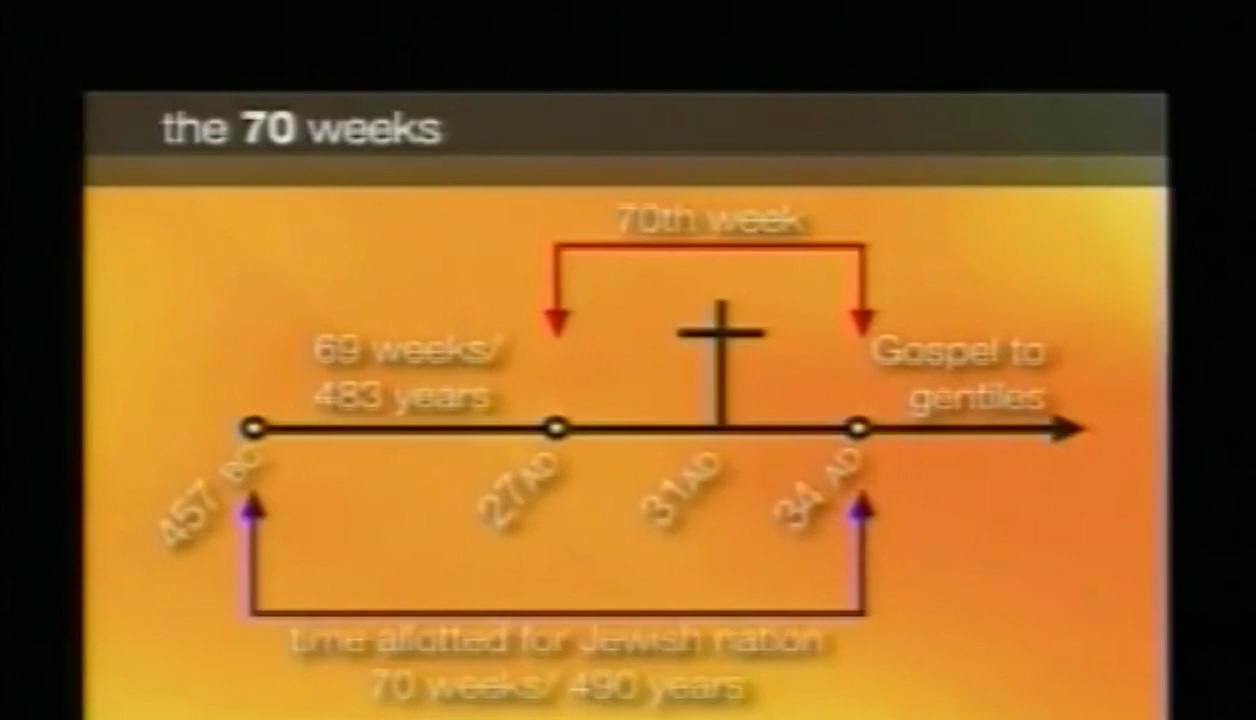 the 70 weeks
70th week
69 weeks/
483 years
Gospel to
gentiles
457 BC
27AD
31AD
34 AD
time allotted for Jewish nation
70 weeks/ 490 years